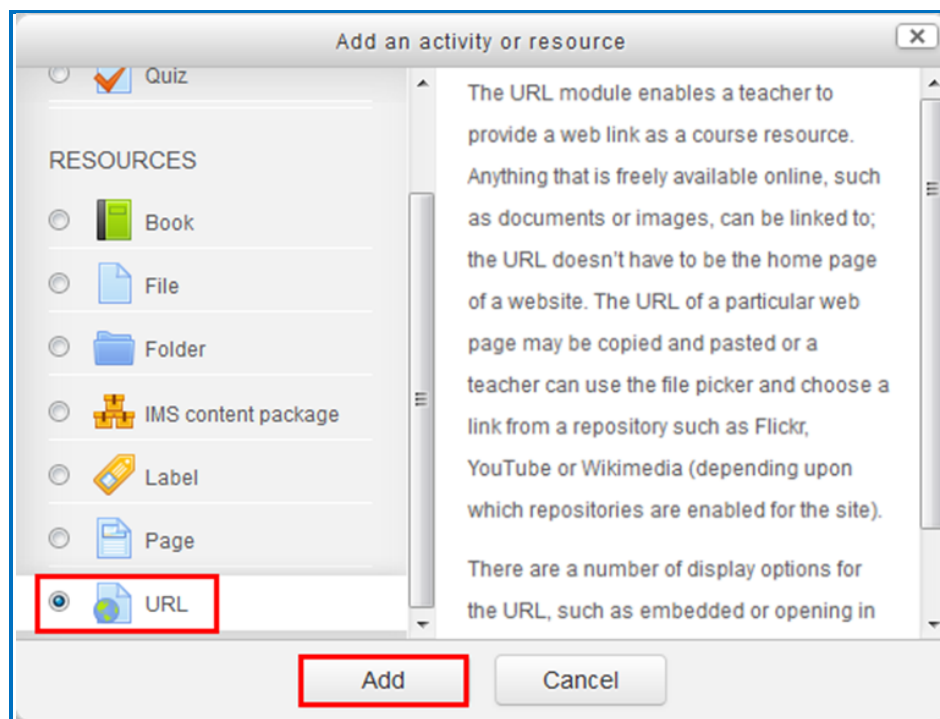 Add an activity or resource
Quiz
RESOURCES
Book
File
Folder
IMS content package
Label
Page
URL
The URL module enables a teacher to
provide a web link as a course resource.
Anything that is freely available online, such
as documents or images, can be linked to;
the URL doesn't have to be the home page
of a website. The URL of a particular web
page may be copied and pasted or a
teacher can use the file picker and choose a
link from a repository such as Flickr,
YouTube or Wikimedia (depending upon
which repositories are enabled for the site).
There are a number of display options for
the URL, such as embedded or opening in
Add
Cancel